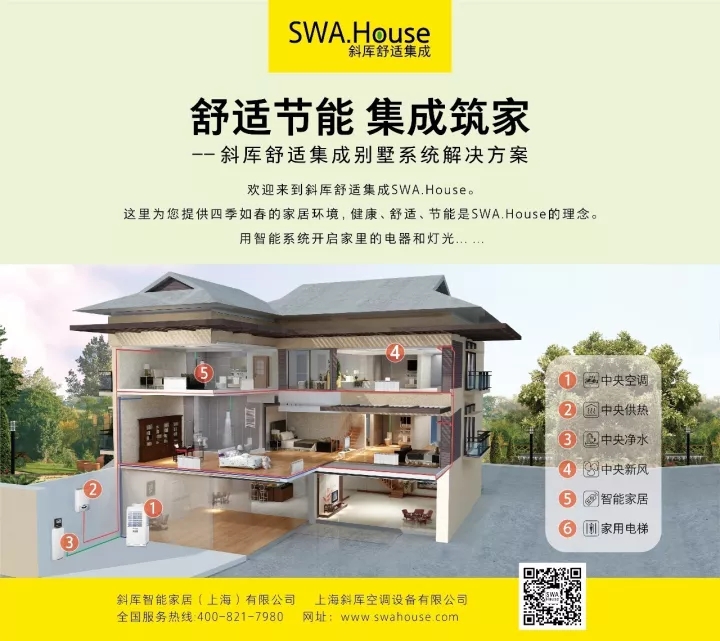 SWA.House
斜厍舒适集成
舒适节能 集成筑家
——斜厍舒适集成别墅系统解决方案
欢迎来到斜厍舒适集成SWA.House。
这里为您提供四季如春的家居环境,健康、舒适、节能是SWA.House的理念。
用智能系统开启家里的电器和灯光... ...
5
4
2
1
3
1 中央空调
2 中央供热
3 中央净水
4 中央新风
5 智能家居
6 家用电梯
SWA
House
斜厍智能家居(上海)有限公司 上海斜厍空调设备有限公司
全国服务热线:400-821-7980 网址:www.swahouse.com